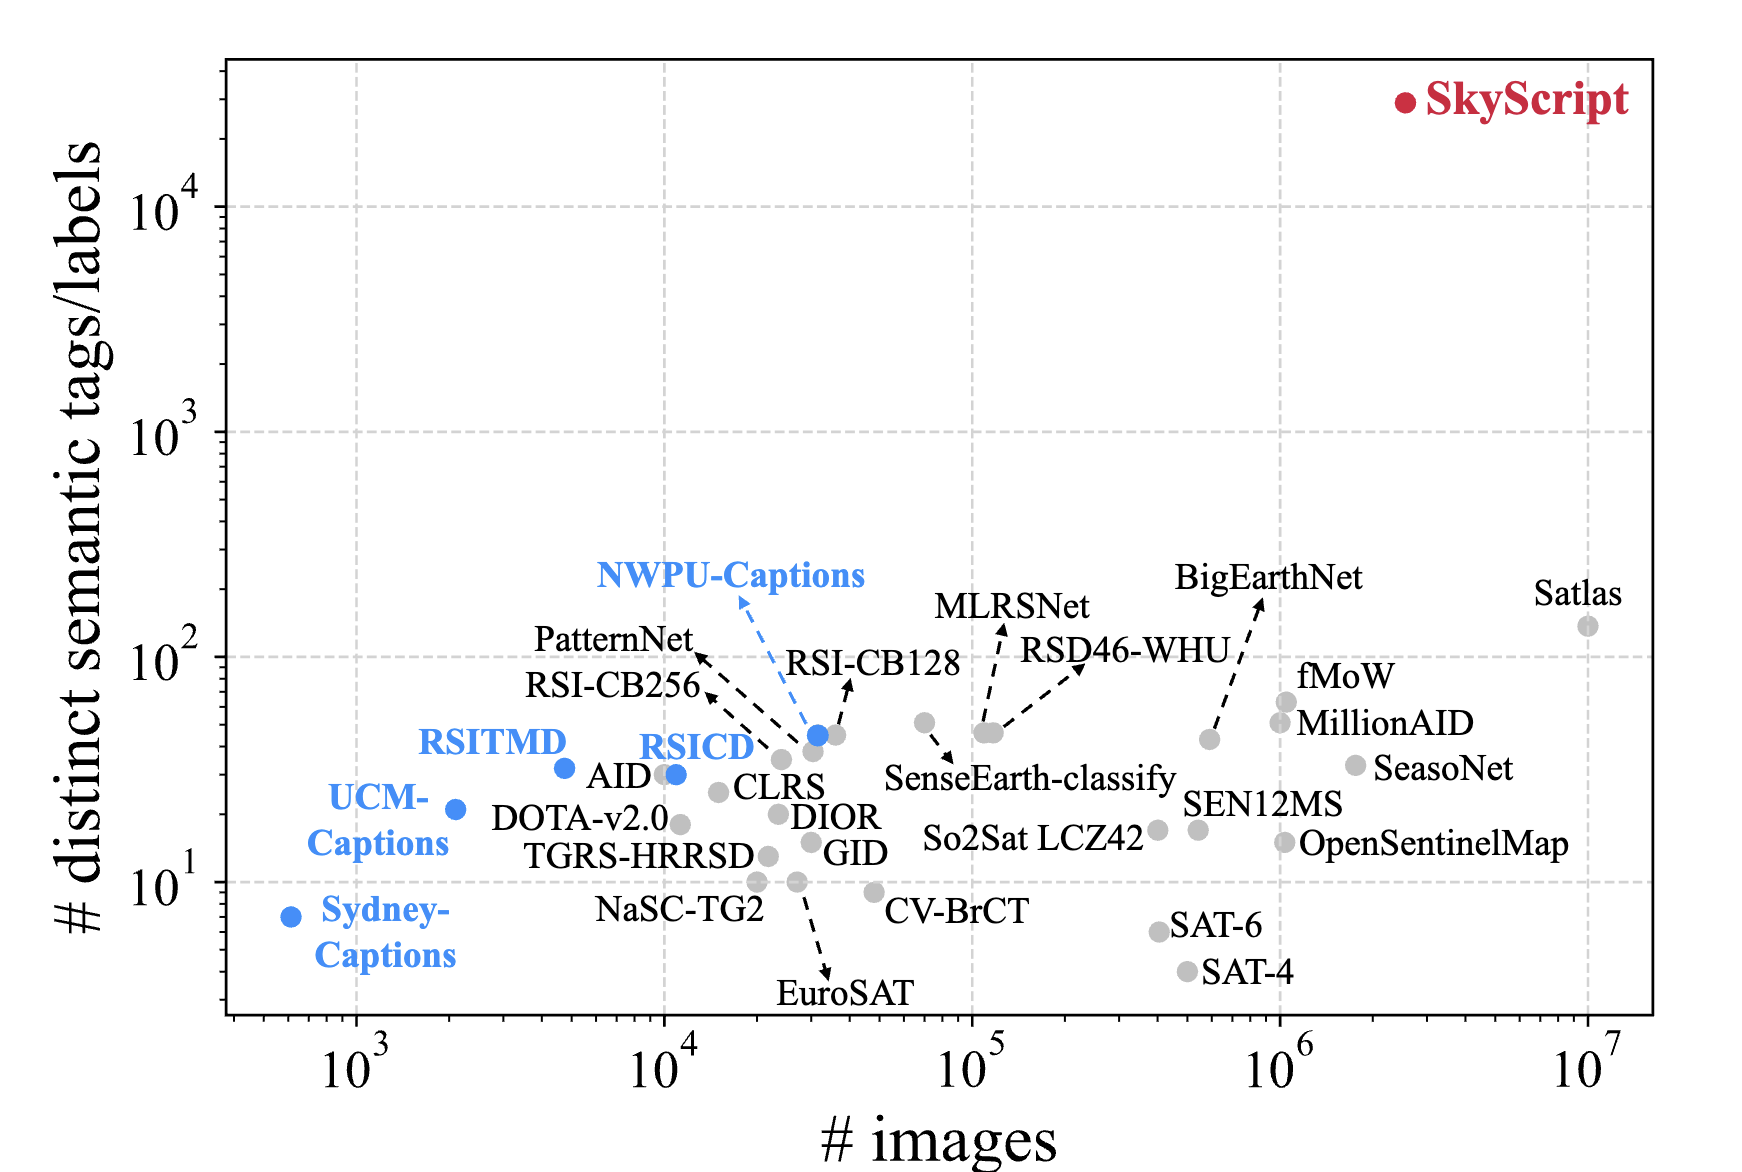 SkyScript
# distinct semantic tags/labels
10^4
10^3
10^2
10^1
NWPU-Captions
BigEarthNet
Satlas
MLRSNet
PatternNet
RSD46-WHU
RSI-CB128
RSI-CB256
fMoW
MillionAID
RSITMD
RSICD
SeasoNet
AID
SenseEarth-classify
CLRS
UCM-
Captions
SEN12MS
DOTA-v2.0
DIOR
So2Sat LCZ42
OpenSentinelMap
TGRS-HRRSD
GID
NaSC-TG2
CV-BrCT
Sydney-
Captions
SAT-6
SAT-4
EuroSAT
10^3 10^4 10^5 10^6 10^7
# images